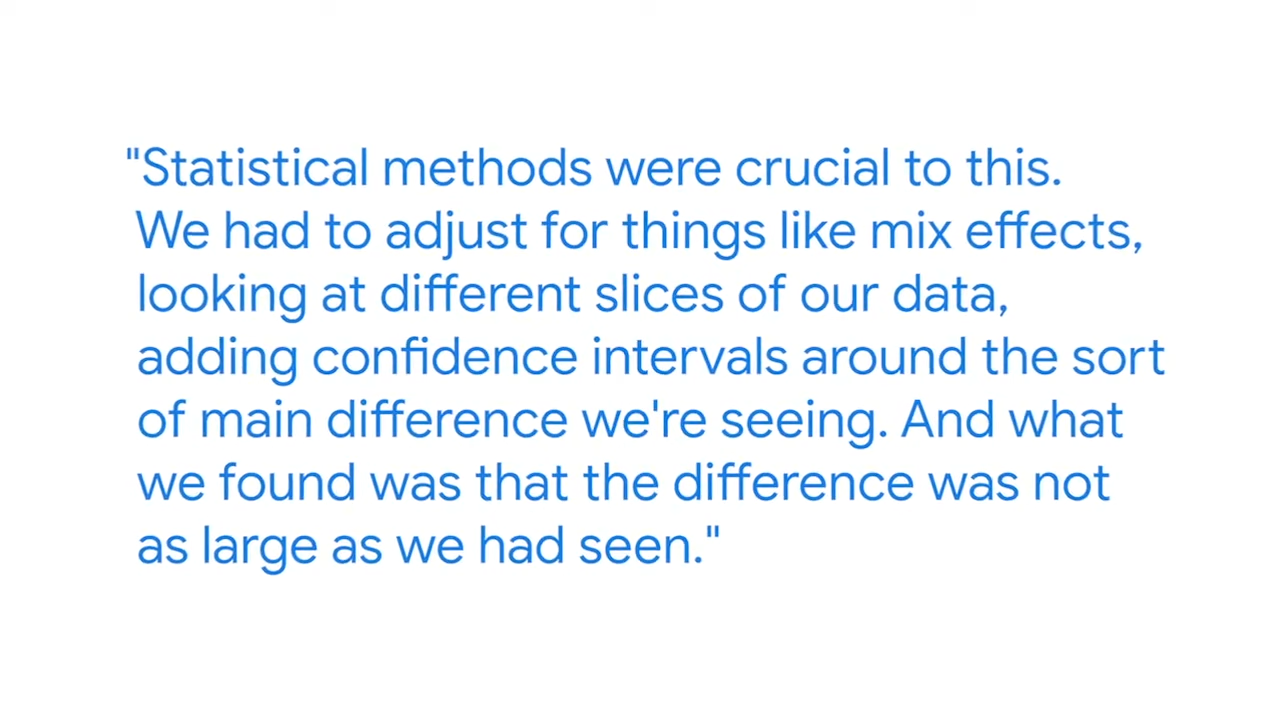 "Statistical methods were crucial to this.
We had to adjust for things like mix effects,
looking at different slices of our data,
adding confidence intervals around the sort
of main difference we're seeing. And what
we found was that the difference was not
as large as we had seen."